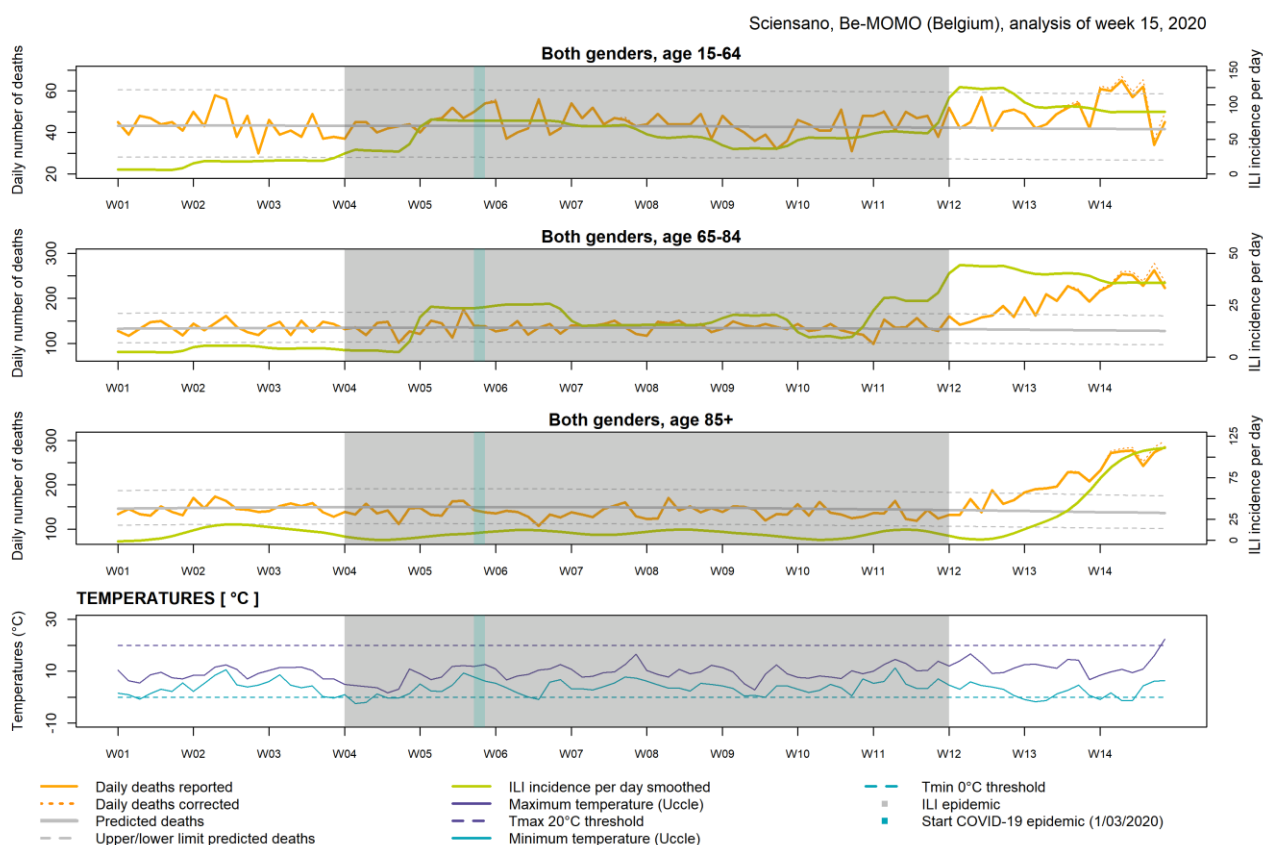 Sciensano, Be-MOMO (Belgium), analysis of week 15, 2020
Both genders, age 15-64
Daily number of deaths
60
40
20
150
100
50
0
ILI incidence per day
W01 W02 W03 W04 W05 W06 W07 W08 W09 W10 W11 W12 W13 W14
Both genders, age 65-84
Daily number of deaths
300
200
100
50
25
0
ILI incidence per day
W01 W02 W03 W04 W05 W06 W07 W08 W09 W10 W11 W12 W13 W14
Both genders, age 85+
Daily number of deaths
300
200
100
125
75
25
0
ILI incidence per day
W01 W02 W03 W04 W05 W06 W07 W08 W09 W10 W11 W12 W13 W14
TEMPERATURES [ °C ]
Temperatures (°C)
30
10
-10
W01 W02 W03 W04 W05 W06 W07 W08 W09 W10 W11 W12 W13 W14
Daily deaths reported
Daily deaths corrected
Predicted deaths
Upper/lower limit predicted deaths
ILI incidence per day smoothed
Maximum temperature (Uccle)
Tmax 20°C threshold
Minimum temperature (Uccle)
Tmin 0°C threshold
ILI epidemic
Start COVID-19 epidemic (1/03/2020)